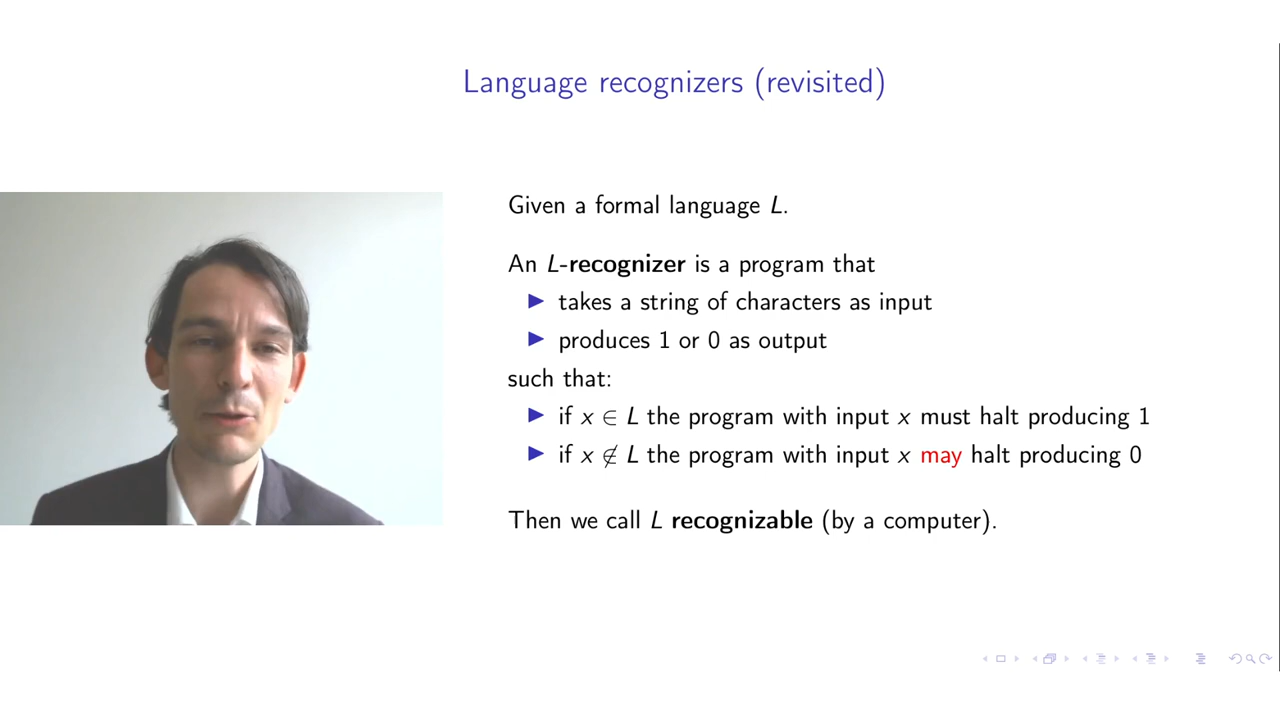 Language recognizers (revisited)
Given a formal language L.
An L-recognizer is a program that
▶ takes a string of characters as input
▶ produces 1 or 0 as output
such that:
▶ if x ∈ L the program with input x must halt producing 1
▶ if x ∉ L the program with input x may halt producing 0
Then we call L recognizable (by a computer).